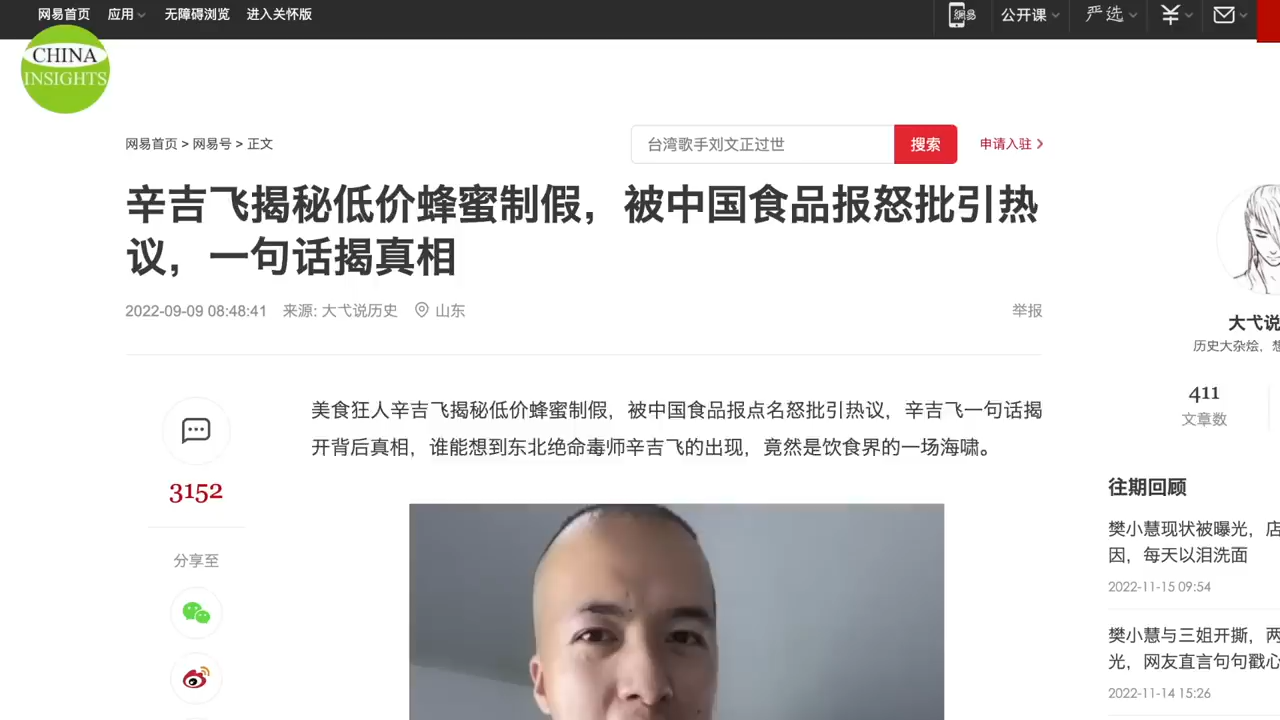 网易首页 应用 无障碍浏览 进入关怀版
網易 公开课 严选
CHINA
INSIGHTS
网易首页 > 网易号 > 正文
台湾歌手刘文正过世 搜索 申请入驻
辛吉飞揭秘低价蜂蜜制假，被中国食品报怒批引热
议，一句话揭真相
2022-09-09 08:48:41 来源: 大弋说历史 山东
举报
美食狂人辛吉飞揭秘低价蜂蜜制假，被中国食品报点名怒批引热议，辛吉飞一句话揭
开背后真相，谁能想到东北绝命毒师辛吉飞的出现，竟然是饮食界的一场海啸。
3152
分享至
大弋说
历史大杂烩，想
411
文章数
往期回顾
樊小慧现状被曝光，店
因，每天以泪洗面
2022-11-15 09:54
樊小慧与三姐开撕，两
光，网友直言句句戳心
2022-11-14 15:26